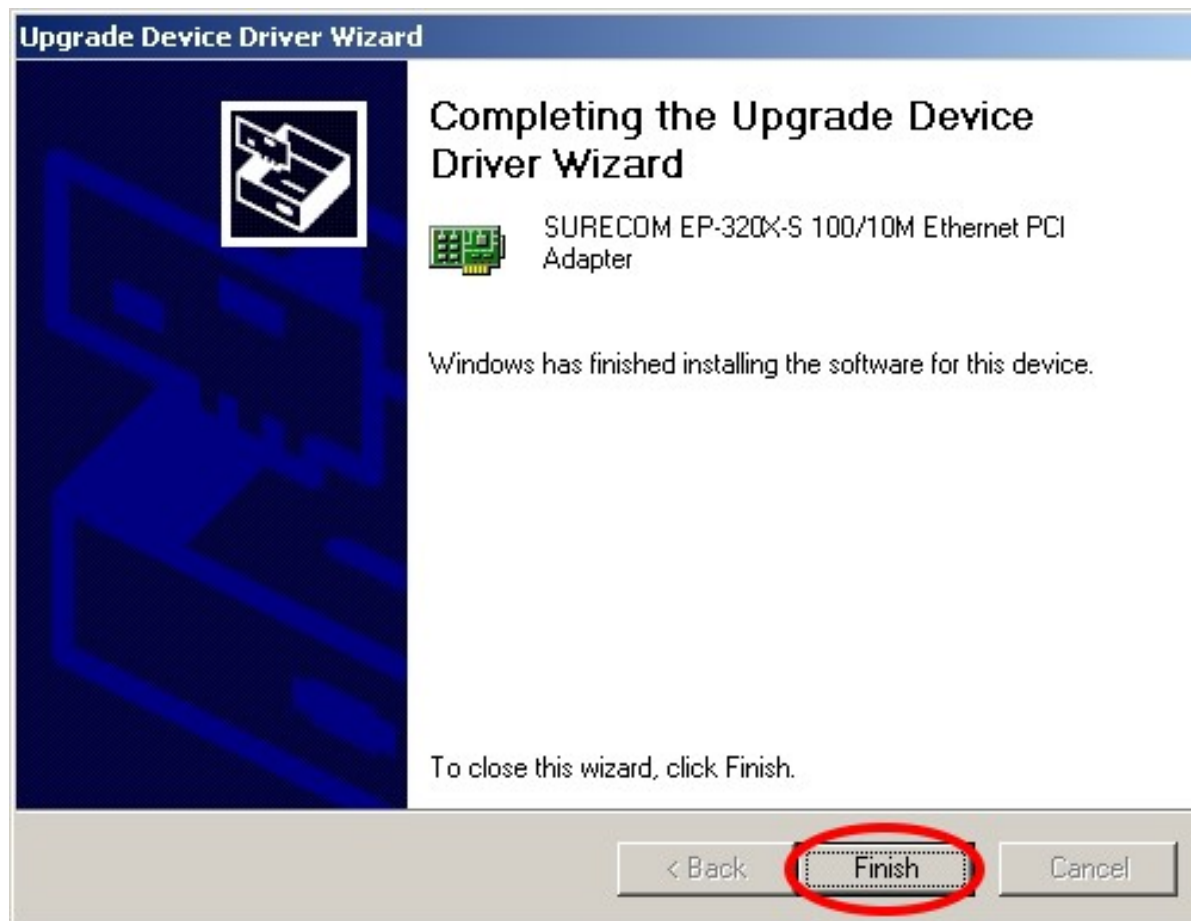 Upgrade Device Driver Wizard
Completing the Upgrade Device
Driver Wizard
SURECOM EP-320X-S 100/10M Ethernet PCI
Adapter
Windows has finished installing the software for this device.
To close this wizard, click Finish.
< Back Finish Cancel